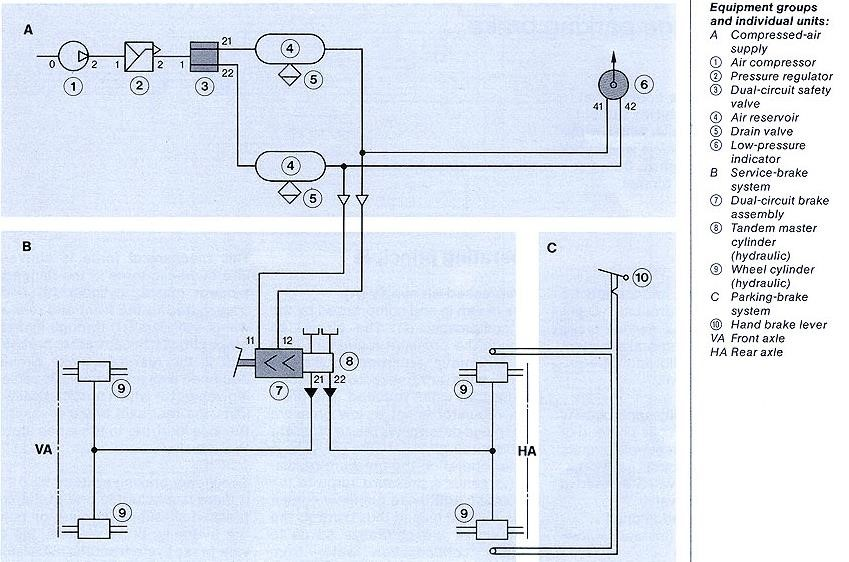 A
0
2
1
2
1
21
22
4
5
4
5
6
41
42
1
2
3
B
C
10
11
12
8
7
21
22
9
9
VA
HA
9
9
Equipment groups
and individual units:
A Compressed-air
supply
① Air compressor
② Pressure regulator
③ Dual-circuit safety
valve
④ Air reservoir
⑤ Drain valve
⑥ Low-pressure
indicator
B Service-brake
system
⑦ Dual-circuit brake
assembly
⑧ Tandem master
cylinder
(hydraulic)
⑨ Wheel cylinder
(hydraulic)
C Parking-brake
system
⑩ Hand brake lever
VA Front axle
HA Rear axle